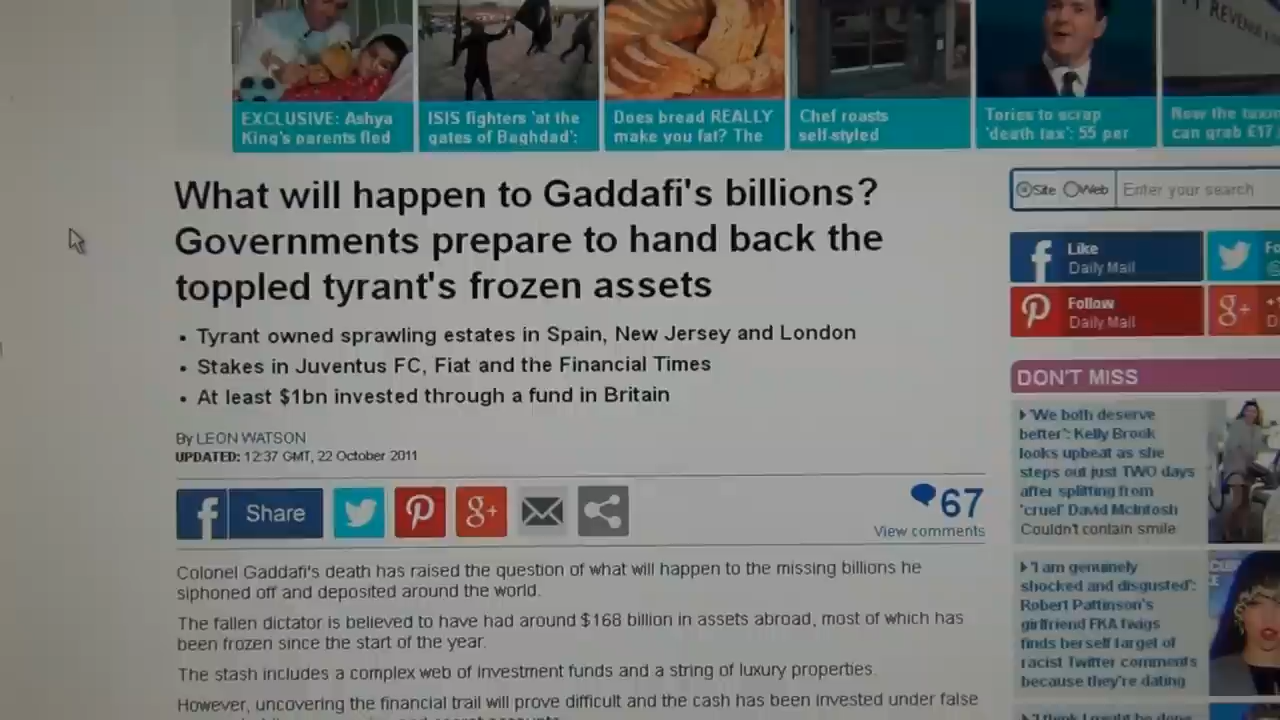 EXCLUSIVE: Ashya
King's parents fled
ISIS fighters 'at the
gates of Baghdad':
Does bread REALLY
make you fat? The
Chef roasts
self-styled
Tories to scrap
'death tax': 55 per
Now the
can grab £17,
REVENUE
What will happen to Gaddafi's billions?
Governments prepare to hand back the
toppled tyrant's frozen assets
• Tyrant owned sprawling estates in Spain, New Jersey and London
• Stakes in Juventus FC, Fiat and the Financial Times
• At least $1bn invested through a fund in Britain
By LEON WATSON
UPDATED: 12:37 GMT, 22 October 2011
Share
67
View comments
Colonel Gaddafi's death has raised the question of what will happen to the missing billions he
siphoned off and deposited around the world.
The fallen dictator is believed to have had around $168 billion in assets abroad, most of which has
been frozen since the start of the year.
The stash includes a complex web of investment funds and a string of luxury properties.
However, uncovering the financial trail will prove difficult and the cash has been invested under false
Site Web Enter your search
Like
Daily Mail
Follow
Daily Mail
DON'T MISS
'We both deserve
better': Kelly Brook
looks upbeat as she
steps out just TWO days
after splitting from
'cruel' David McIntosh
Couldn't contain smile
'I am genuinely
shocked and disgusted':
Robert Pattinson's
girlfriend FKA twigs
finds herself target of
racist Twitter comments
because they're dating